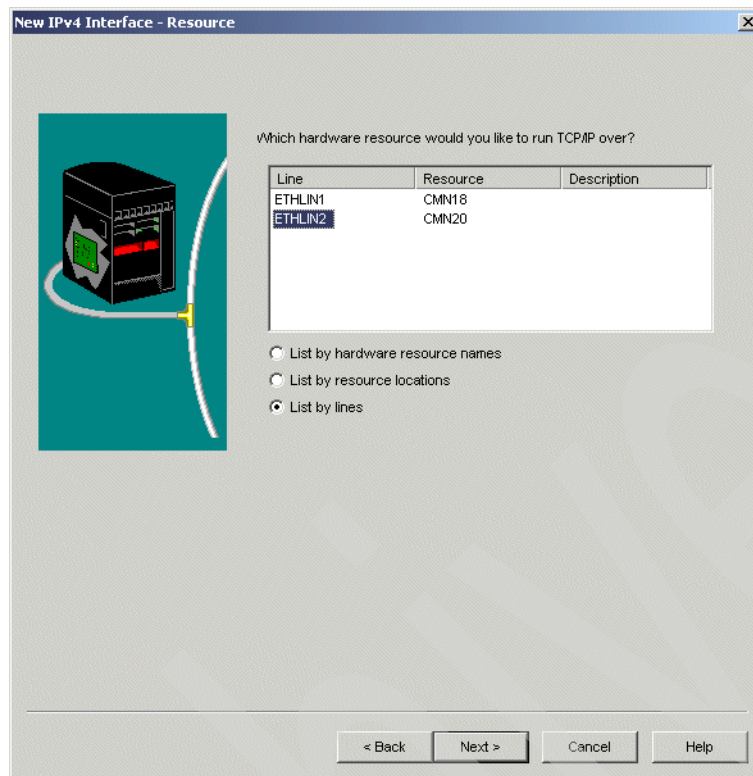 New IPv4 Interface - Resource
Which hardware resource would you like to run TCP/IP over?
Line Resource Description
ETHLIN1 CMN18
ETHLIN2 CMN20
List by hardware resource names
List by resource locations
List by lines
< Back Next > Cancel Help